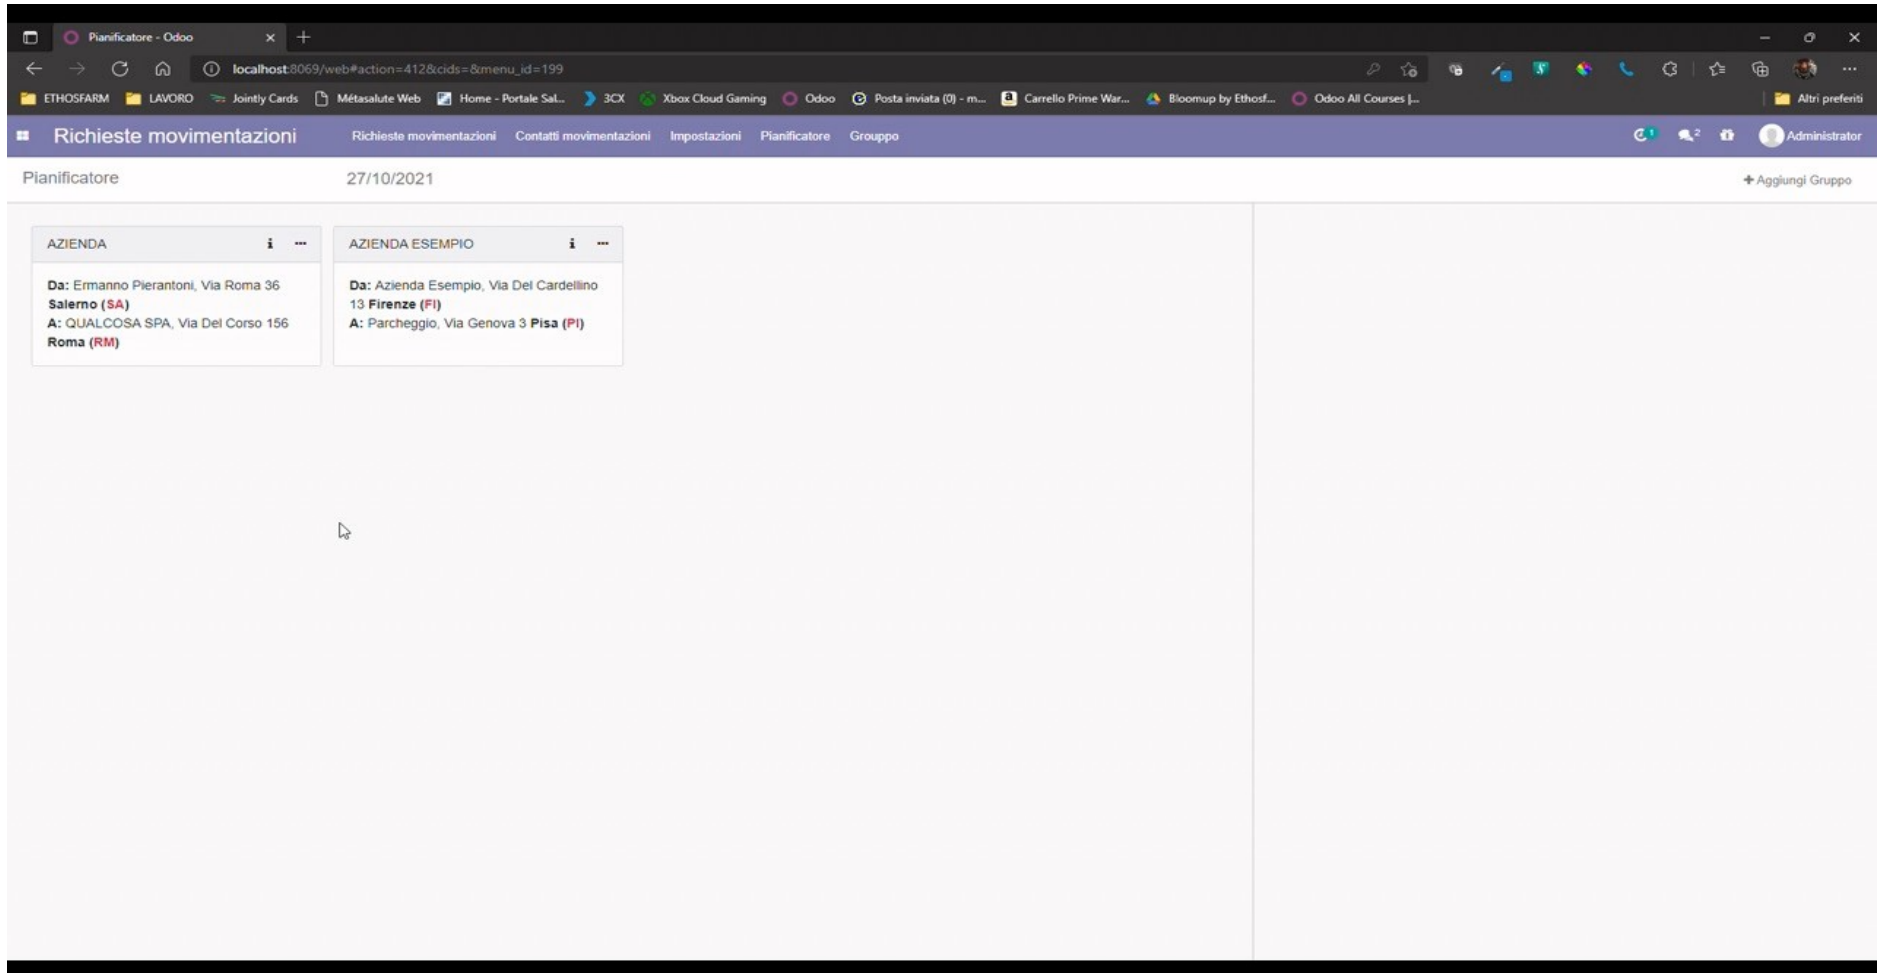 Pianificatore - Odoo
localhost:8069/web#action=412&cids=&menu_id=199
ETHOSFARM LAVORO Jointly Cards Métasalute Web Home - Portale Sal... 3CX Xbox Cloud Gaming Odoo Posta inviata (0) - m... Carrello Prime War... Bloomup by Ethosf... Odoo All Courses |... Altri preferiti
Richieste movimentazioni Richieste movimentazioni Contatti movimentazioni Impostazioni Pianificatore Grouppo 1 2 Administrator
Pianificatore 27/10/2021 + Aggiungi Gruppo
AZIENDA
Da: Ermanno Pierantoni, Via Roma 36
Salerno (SA)
A: QUALCOSA SPA, Via Del Corso 156
Roma (RM)
AZIENDA ESEMPIO
Da: Azienda Esempio, Via Del Cardellino
13 Firenze (FI)
A: Parcheggio, Via Genova 3 Pisa (PI)